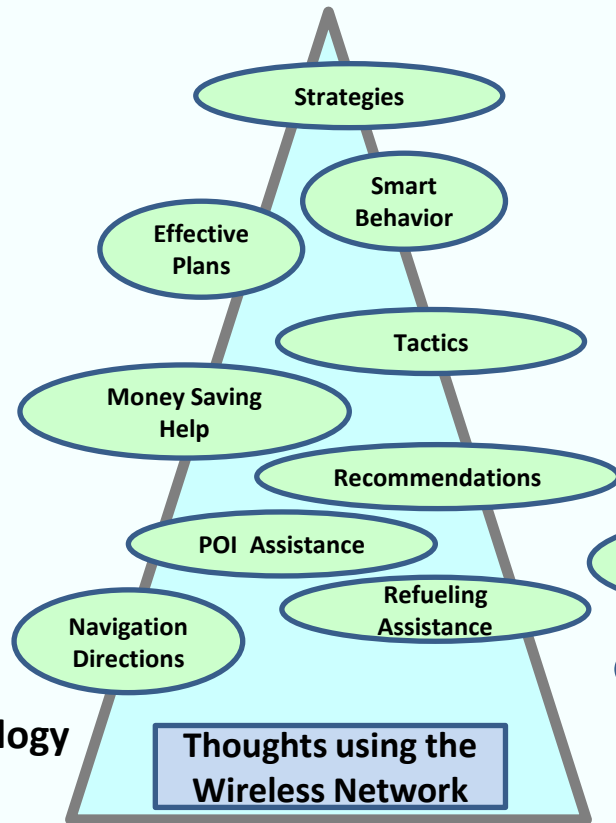 Strategies
Smart
Behavior
Effective
Plans
Tactics
Money Saving
Help
Recommendations
POI Assistance
Refueling
Assistance
Navigation
Directions
logy
Thoughts using the
Wireless Network